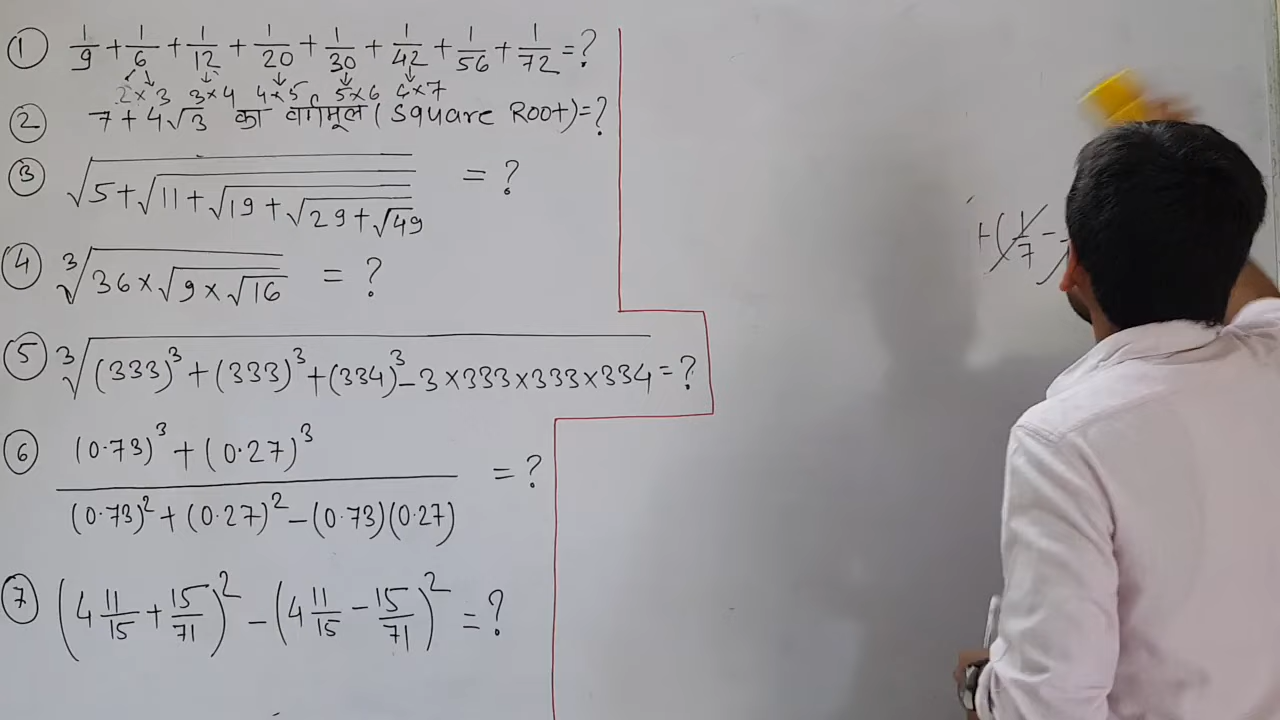 ① 1/9 + 1/6 + 1/12 + 1/20 + 1/30 + 1/42 + 1/56 + 1/72 = ?
2×3 3×4 4×5 5×6 6×7
② 7+4√3 का वर्गमूल (Square Root)=?
③ √(5+√(11+√(19+√(29+√49)))) = ?
④ ∛(36×√(9×√16)) = ?
⑤ ∛((333)³+(333)³+(334)³-3×333×333×334) = ?
⑥ ((0.73)³+(0.27)³)/((0.73)²+(0.27)²-(0.73)(0.27)) = ?
⑦ (4 11/15 + 15/71)² - (4 11/15 - 15/71)² = ?
+(1/7 -